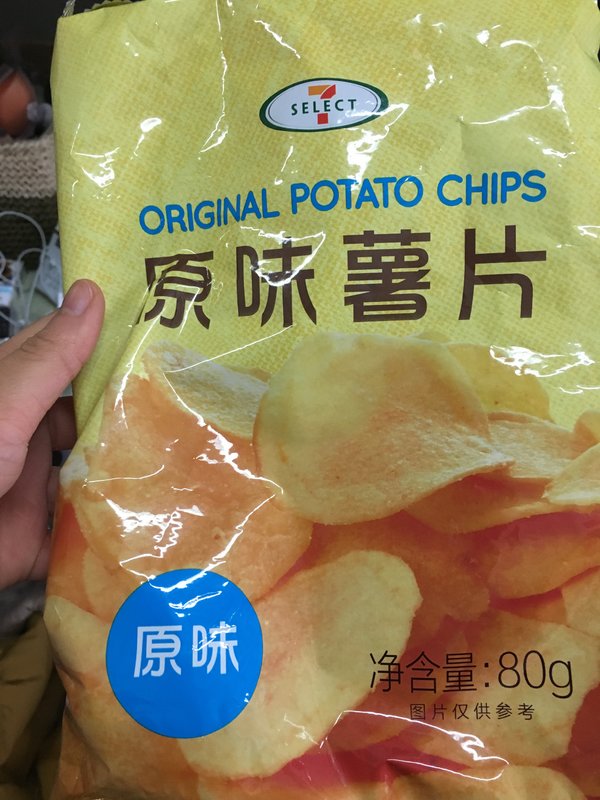 7
SELECT
ORIGINAL POTATO CHIPS
原味薯片
原味
净含量:80g
图片仅供参考